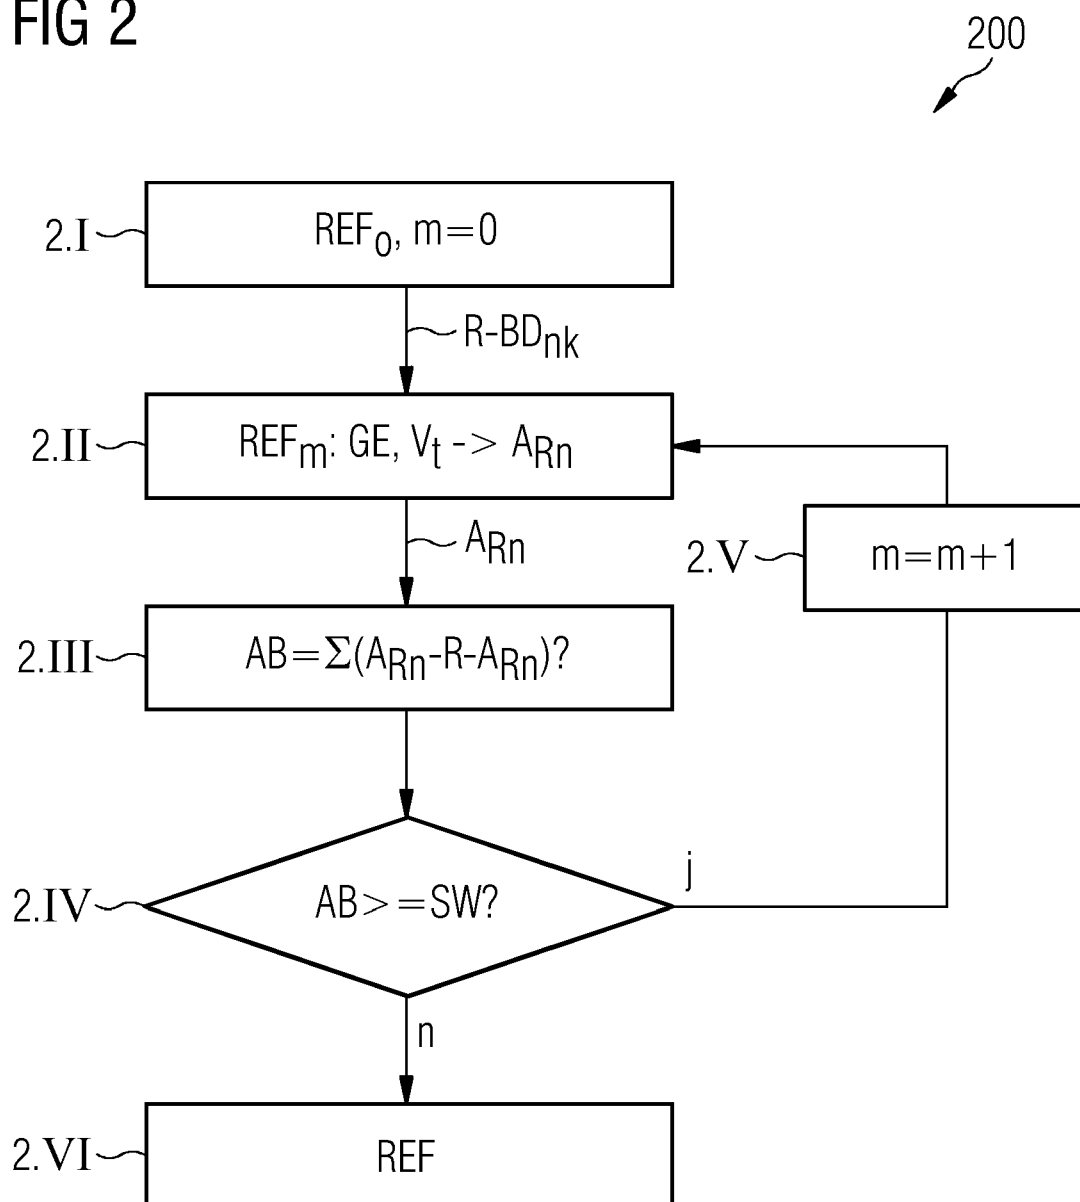 FIG 2
200
2.I
REF₀, m=0
R-BDnk
2.II
REFm: GE, Vt -> ARn
ARn
2.V
m=m+1
2.III
AB=Σ(ARn-R-ARn)?
2.IV
AB>=SW?
j
n
2.VI
REF